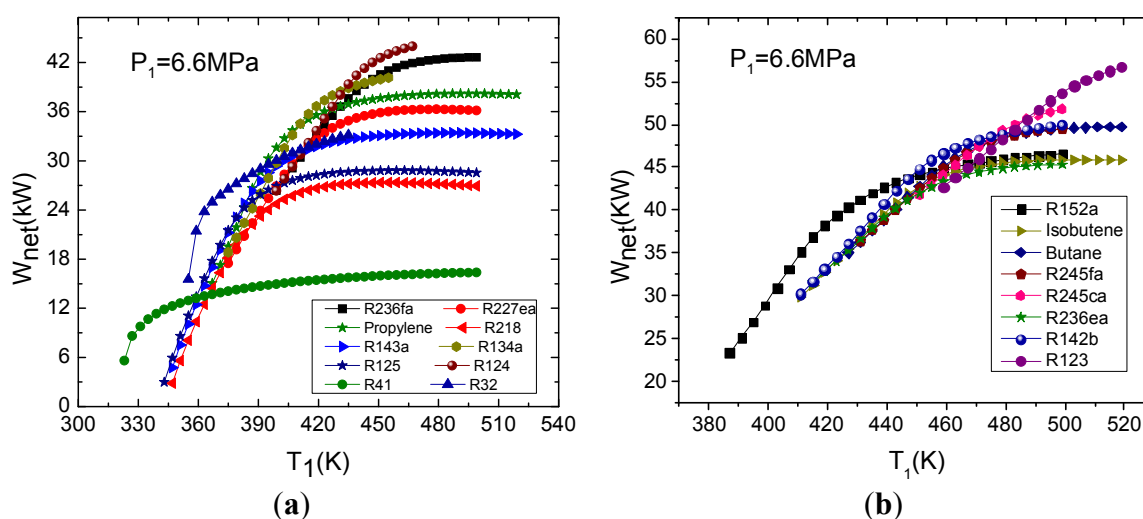 P1=6.6MPa
Wnet(kW)
42
36
30
24
18
12
6
0
R236fa R227ea
Propylene R218
R143a R134a
R125 R124
R41 R32
300 330 360 390 420 450 480 510 540
T1(K)
(a)
P1=6.6MPa
Wnet(KW)
60
55
50
45
40
35
30
25
20
R152a
Isobutene
Butane
R245fa
R245ca
R236ea
R142b
R123
380 400 420 440 460 480 500 520
T1(K)
(b)